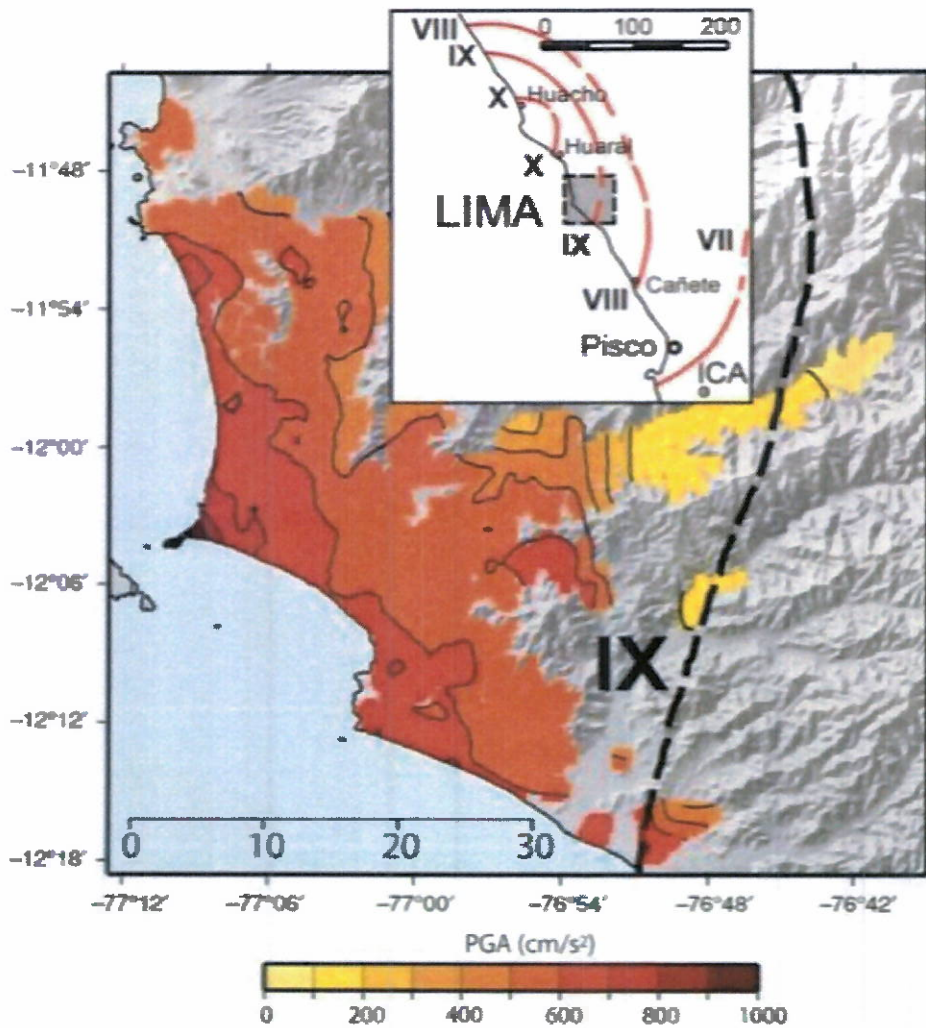 VIII
IX
X
Huacho
Huaral
X
LIMA
IX
VII
VIII
Cañete
Pisco
ICA
0 100 200
-11°48'
-11°54'
-12°00'
-12°06'
-12°12'
-12°18'
IX
0 10 20 30
-77°12' -77°06' -77°00' -76°54' -76°48' -76°42'
PGA (cm/s²)
0 200 400 600 800 1000